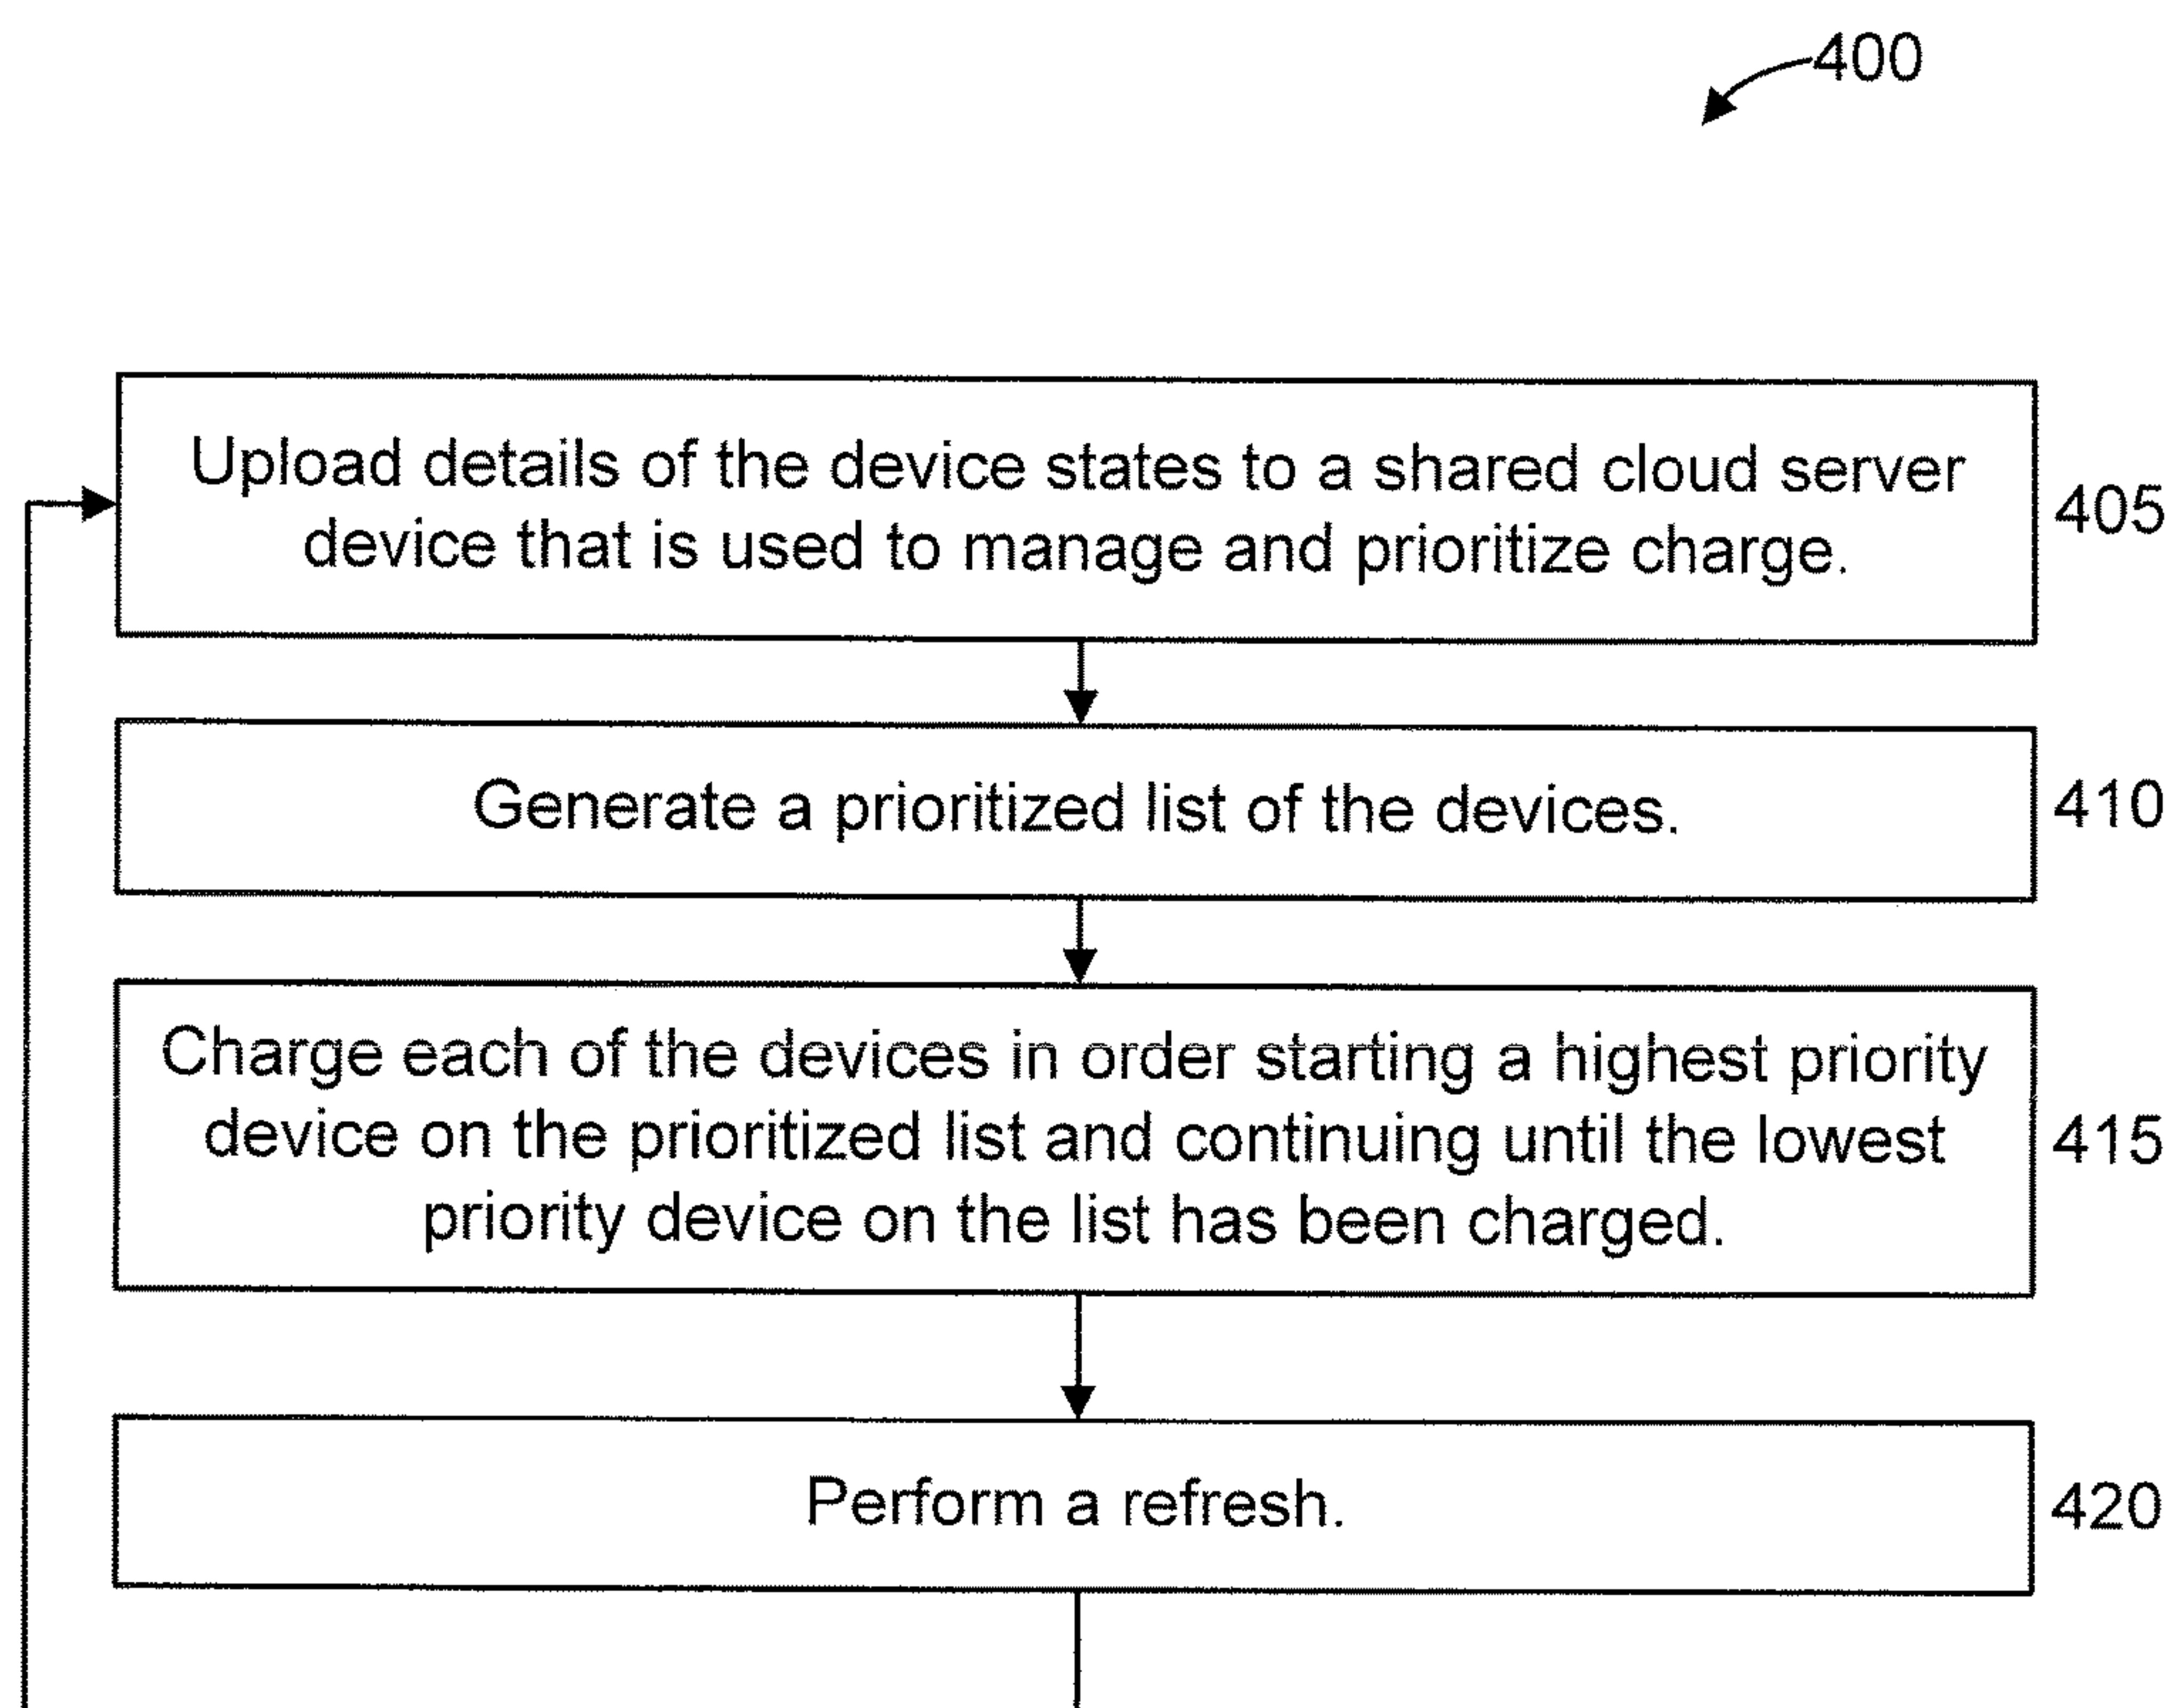 400
Upload details of the device states to a shared cloud server
device that is used to manage and prioritize charge.
405
Generate a prioritized list of the devices.
410
Charge each of the devices in order starting a highest priority
device on the prioritized list and continuing until the lowest
priority device on the list has been charged.
415
Perform a refresh.
420